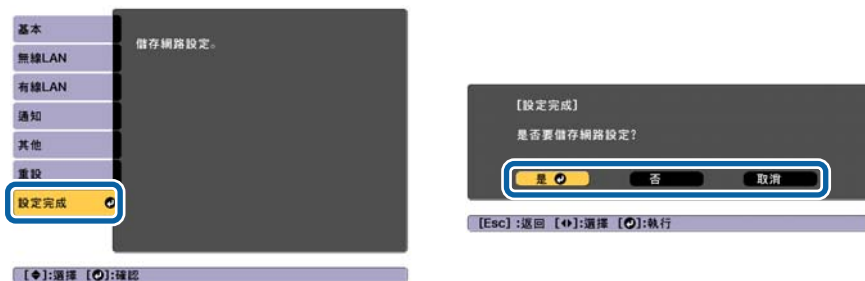 基本
無線LAN
有線LAN
通知
其他
重設
設定完成
儲存網路設定。
[◆]:選擇 [⏎]:確認
[設定完成]
是否要儲存網路設定?
是 ⏎ 否 取消
[Esc] :返回 [◂▸]:選擇 [⏎]:執行